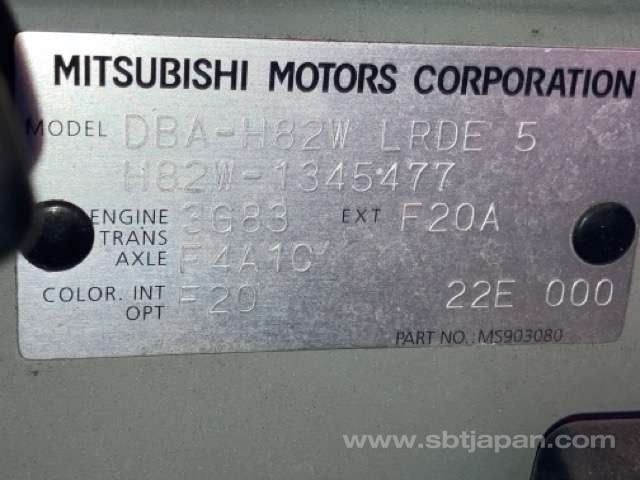 MITSUBISHI MOTORS CORPORATION
MODEL DBA-H82W LRDE 5
H82W-1345477
ENGINE 3G83 EXT F20A
TRANS
AXLE F4A1C
COLOR. INT F20 22E 000
OPT
PART NO.: MS903080
www.sbtjapan.com